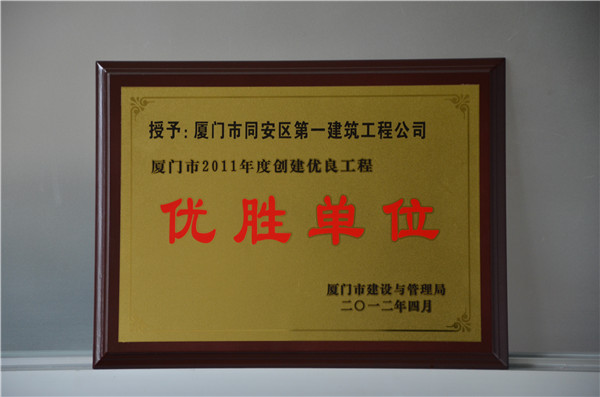 授予:厦门市同安区第一建筑工程公司
厦门市2011年度创建优良工程
优胜单位
厦门市建设与管理局
二〇一二年四月